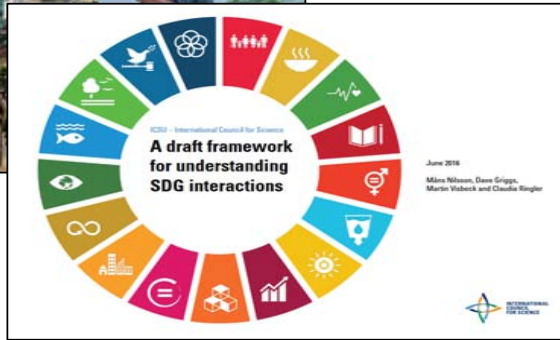 ICSU – International Council for Science
A draft framework
for understanding
SDG interactions
June 2016
Måns Nilsson, Dave Griggs,
Martin Visbeck and Claudia Ringler
INTERNATIONAL
COUNCIL
FOR SCIENCE